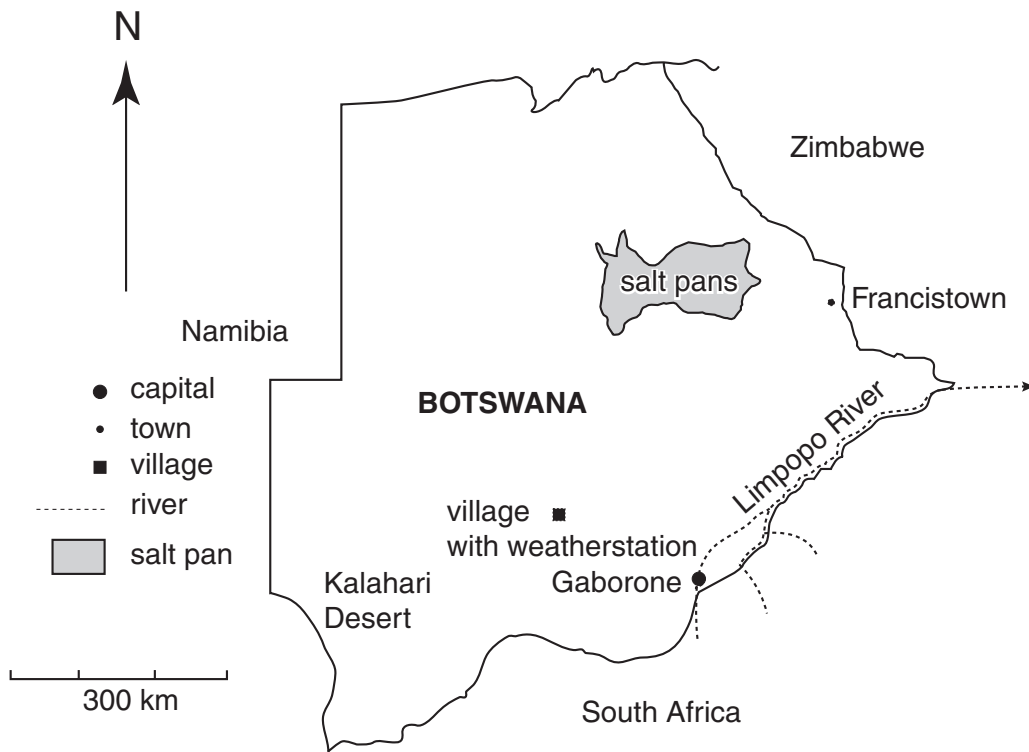 N
Zimbabwe
salt pans
Francistown
Namibia
capital
BOTSWANA
town
Limpopo River
village
river
village
with weatherstation
salt pan
Gaborone
Kalahari
Desert
300 km
South Africa